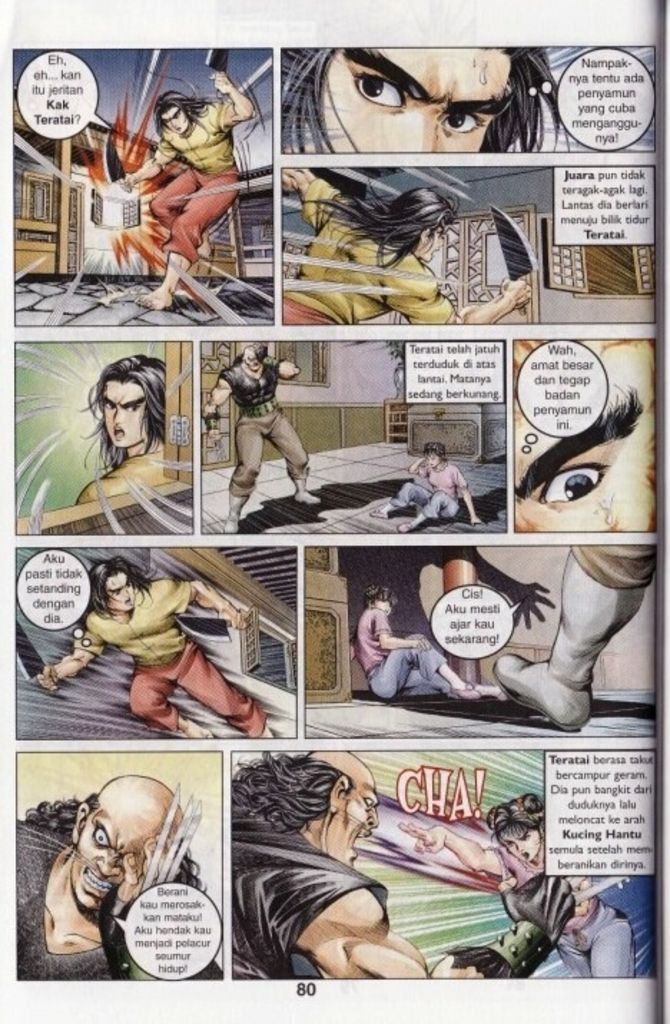 Eh,
eh... kan
itu jeritan
Kak
Teratai?
Nampak-
nya tentu ada
penyamun
yang cuba
menganggu-
nya!
Juara pun tidak
teragak-agak lagi.
Lantas dia berlari
menuju bilik tidur
Teratai.
Teratai telah jatuh
terduduk di atas
lantai. Matanya
sedang berkunang.
Wah,
amat besar
dan tegap
badan
penyamun
ini.
Aku
pasti tidak
setanding
dengan
dia.
Cis!
Aku mesti
ajar kau
sekarang!
Berani
kau merosak-
kan mataku!
Aku hendak kau
menjadi pelacur
seumur
hidup!
CHA!
Teratai berasa takut
bercampur geram.
Dia pun bangkit dari
duduknya lalu
meloncat ke arah
Kucing Hantu
semula setelah mem-
beranikan dirinya.
80